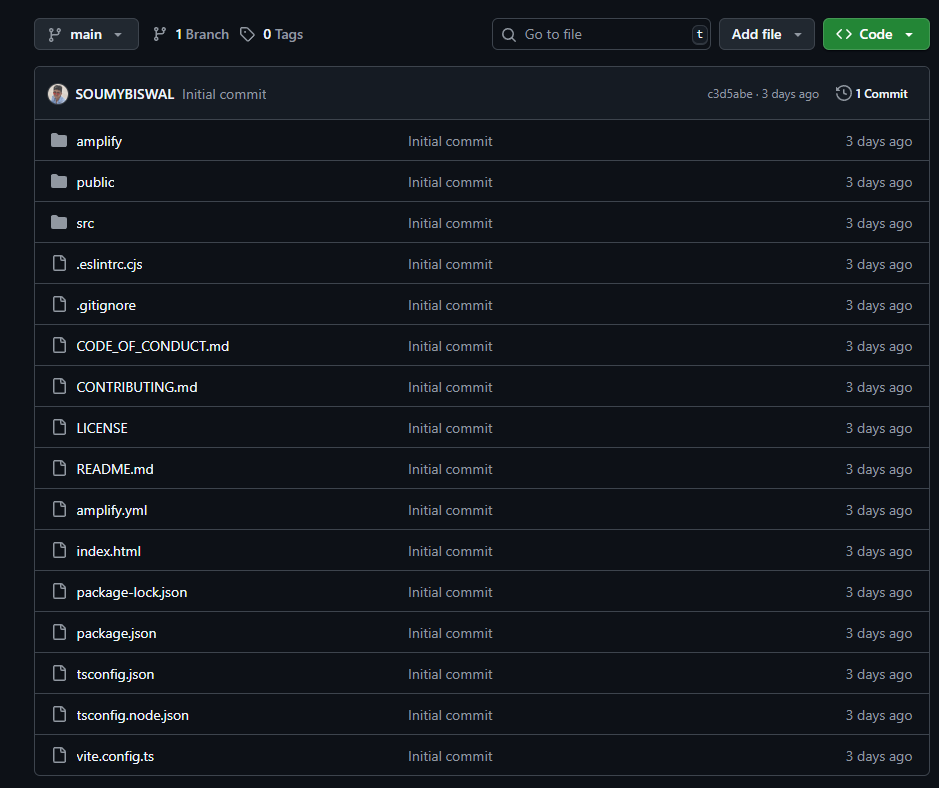 main 1 Branch 0 Tags Go to file t Add file <> Code
SOUMYBISWAL Initial commit c3d5abe · 3 days ago 1 Commit
amplify Initial commit 3 days ago
public Initial commit 3 days ago
src Initial commit 3 days ago
.eslintrc.cjs Initial commit 3 days ago
.gitignore Initial commit 3 days ago
CODE_OF_CONDUCT.md Initial commit 3 days ago
CONTRIBUTING.md Initial commit 3 days ago
LICENSE Initial commit 3 days ago
README.md Initial commit 3 days ago
amplify.yml Initial commit 3 days ago
index.html Initial commit 3 days ago
package-lock.json Initial commit 3 days ago
package.json Initial commit 3 days ago
tsconfig.json Initial commit 3 days ago
tsconfig.node.json Initial commit 3 days ago
vite.config.ts Initial commit 3 days ago